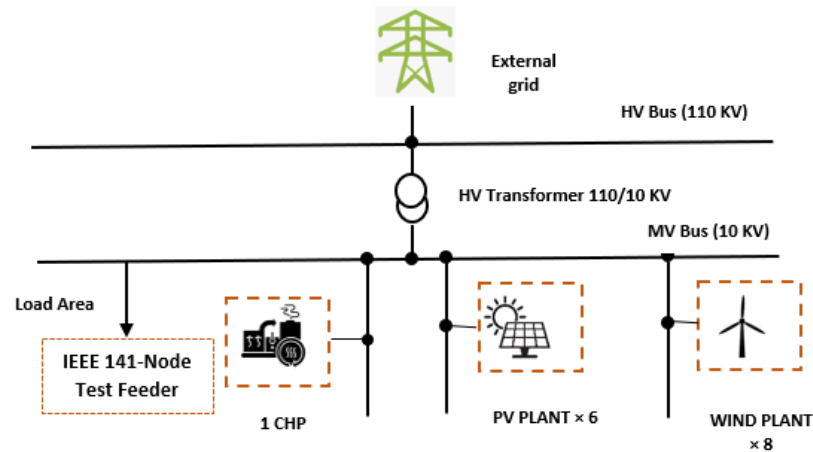 External
grid
HV Bus (110 KV)
HV Transformer 110/10 KV
MV Bus (10 KV)
Load Area
IEEE 141-Node
Test Feeder
1 CHP
PV PLANT × 6
WIND PLANT
× 8